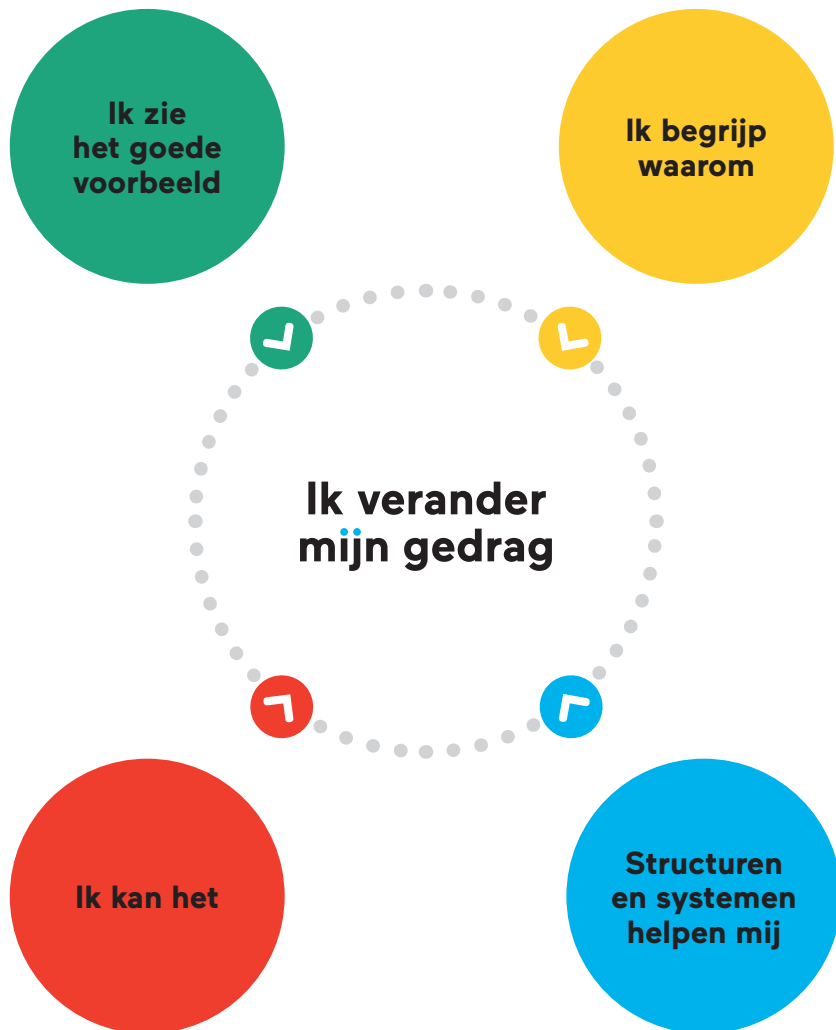 Ik zie
het goede
voorbeeld
Ik begrijp
waarom
Ik verander
mijn gedrag
Ik kan het
Structuren
en systemen
helpen mij